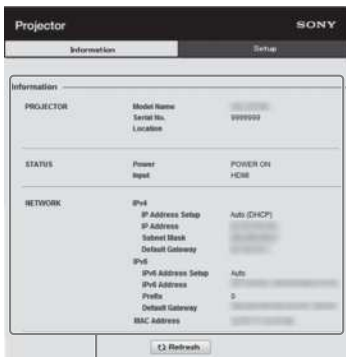 Projector SONY
Information Setup
Information
PROJECTOR Model Name
Serial No. 9999999
Location
STATUS Power POWER ON
Input HDMI
NETWORK IPv4
IP Address Setup Auto (DHCP)
IP Address
Subnet Mask
Default Gateway
IPv6
IPv6 Address Setup Auto
IPv6 Address
Prefix 0
Default Gateway
MAC Address
Refresh